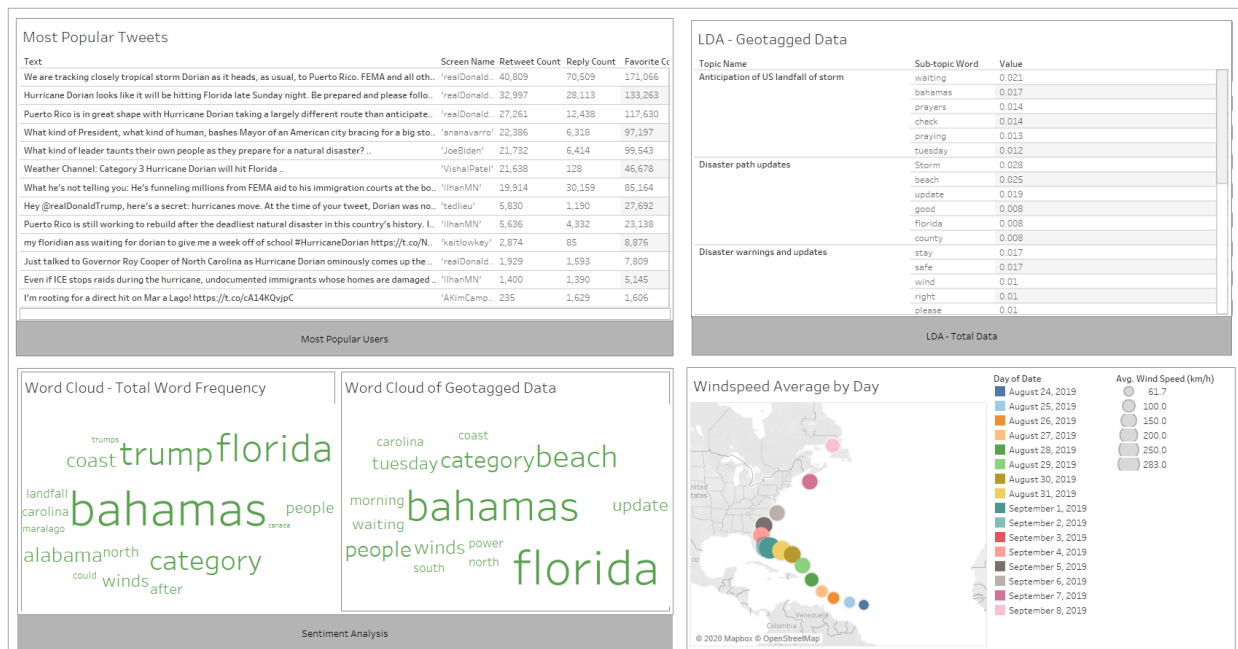 Most Popular Tweets
Text Screen Name Retweet Count Reply Count Favorite Cc
We are tracking closely tropical storm Dorian as it heads, as usual, to Puerto Rico. FEMA and all oth.. 'realDonald.. 40,809 70,509 171,066
Hurricane Dorian looks like it will be hitting Florida late Sunday night. Be prepared and please follo.. 'realDonald.. 32,997 28,113 133,263
Puerto Rico is in great shape with Hurricane Dorian taking a largely different route than anticipate.. 'realDonald.. 27,261 12,438 117,630
What kind of President, what kind of human, bashes Mayor of an American city bracing for a big sto.. 'ananavarro' 22,386 6,318 97,197
What kind of leader taunts their own people as they prepare for a natural disaster? .. 'JoeBiden' 21,732 6,414 99,543
Weather Channel: Category 3 Hurricane Dorian will hit Florida .. 'VishalPatel' 21,638 128 46,678
What he's not telling you: He's funneling millions from FEMA aid to his immigration courts at the bo.. 'IlhanMN' 19,914 30,159 85,164
Hey @realDonaldTrump, here's a secret: hurricanes move. At the time of your tweet, Dorian was no.. 'tedlieu' 5,830 1,190 27,692
Puerto Rico is still working to rebuild after the deadliest natural disaster in this country's history. I.. 'IlhanMN' 5,636 4,332 23,138
my floridian ass waiting for dorian to give me a week off of school #HurricaneDorian https://t.co/N.. 'kaitlowkey' 2,874 85 8,876
Just talked to Governor Roy Cooper of North Carolina as Hurricane Dorian ominously comes up the .. 'realDonald.. 1,929 1,593 7,809
Even if ICE stops raids during the hurricane, undocumented immigrants whose homes are damaged .. 'IlhanMN' 1,400 1,390 5,145
I'm rooting for a direct hit on Mar a Lago! https://t.co/cA14KQvjpC 'AKimCamp.. 235 1,629 1,606
Most Popular Users
LDA - Geotagged Data
Topic Name Sub-topic Word Value
Anticipation of US landfall of storm waiting 0.021
bahamas 0.017
prayers 0.014
check 0.014
praying 0.013
tuesday 0.012
Disaster path updates Storm 0.028
beach 0.025
update 0.019
good 0.008
florida 0.008
county 0.008
Disaster warnings and updates stay 0.017
safe 0.017
wind 0.01
right 0.01
please 0.01
LDA - Total Data
Word Cloud - Total Word Frequency
trumps
coast trump florida
landfall
carolina bahamas people
maralago canada
alabama north category
could winds after
Word Cloud of Geotagged Data
carolina coast
tuesday category beach
morning bahamas update
waiting
people winds power
south north florida
Sentiment Analysis
Windspeed Average by Day
nited
tates
co
Venezuela
Colombia
© 2020 Mapbox © OpenStreetMap
Day of Date
August 24, 2019
August 25, 2019
August 26, 2019
August 27, 2019
August 28, 2019
August 29, 2019
August 30, 2019
August 31, 2019
September 1, 2019
September 2, 2019
September 3, 2019
September 4, 2019
September 5, 2019
September 6, 2019
September 7, 2019
September 8, 2019
Avg. Wind Speed (km/h)
61.7
100.0
150.0
200.0
250.0
283.0